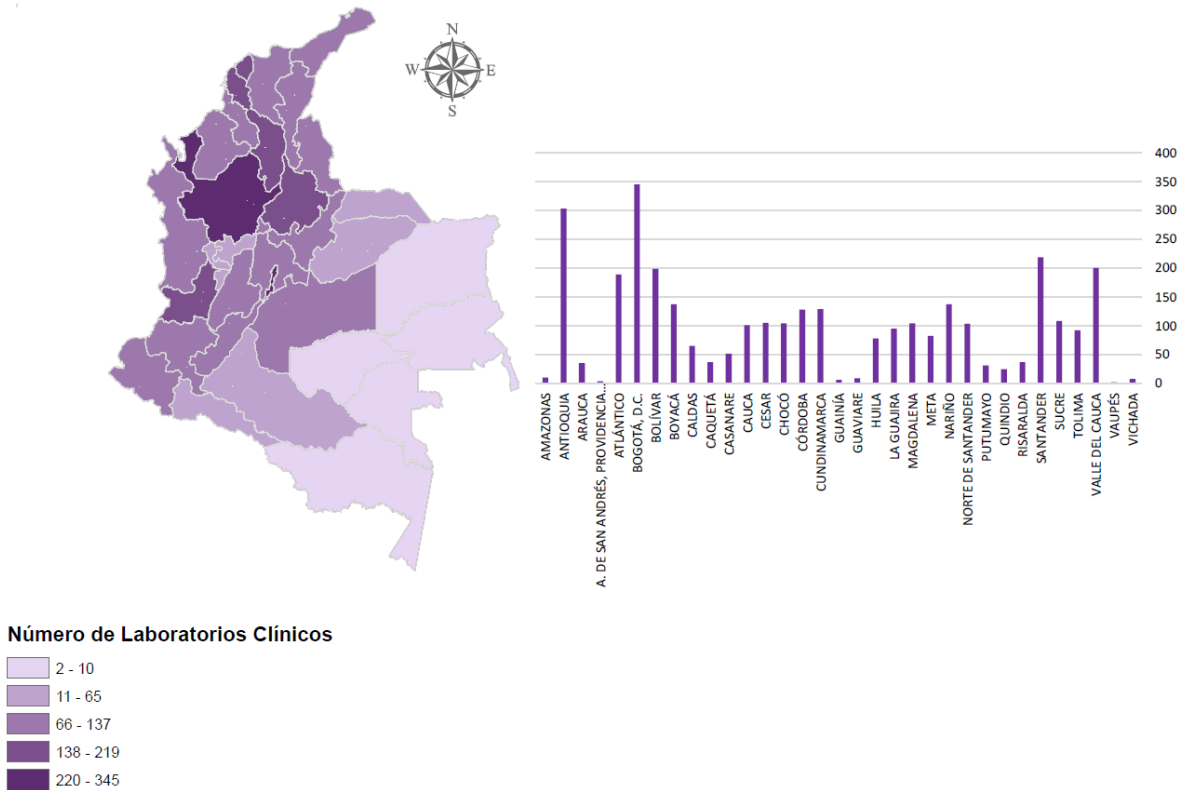 N
W
E
S
400
350
300
250
200
150
100
50
0
AMAZONAS
ANTIOQUIA
ARAUCA
A. DE SAN ANDRÉS, PROVIDENCIA...
ATLÁNTICO
BOGOTÁ, D.C.
BOLÍVAR
BOYACÁ
CALDAS
CAQUETÁ
CASANARE
CAUCA
CESAR
CHOCÓ
CÓRDOBA
CUNDINAMARCA
GUAINÍA
GUAVIARE
HUILA
LA GUAJIRA
MAGDALENA
META
NARIÑO
NORTE DE SANTANDER
PUTUMAYO
QUINDIO
RISARALDA
SANTANDER
SUCRE
TOLIMA
VALLE DEL CAUCA
VAUPÉS
VICHADA
Número de Laboratorios Clínicos
2 - 10
11 - 65
66 - 137
138 - 219
220 - 345